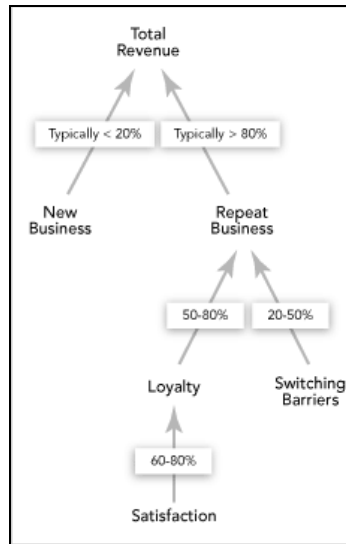 Total
Revenue
Typically < 20%
Typically > 80%
New
Business
Repeat
Business
50-80%
20-50%
Loyalty
Switching
Barriers
60-80%
Satisfaction